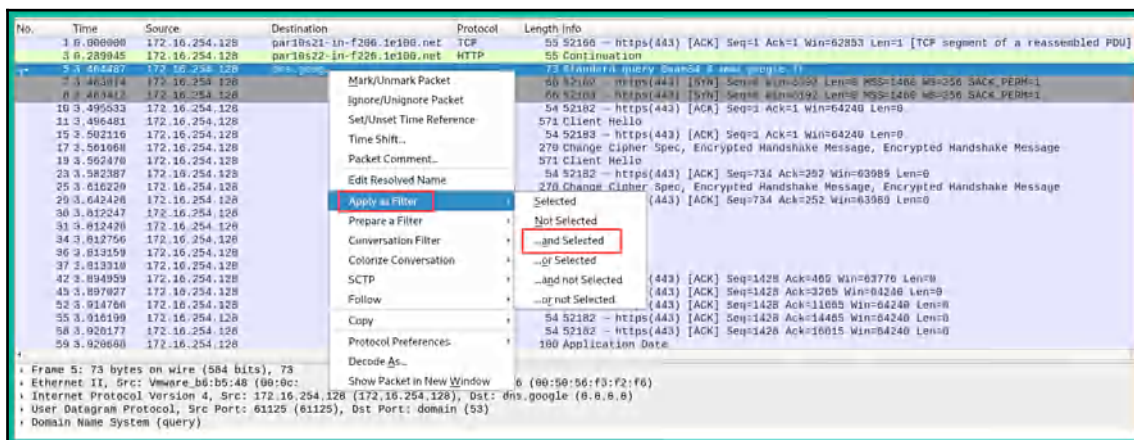 No. Time Source Destination Protocol Length Info
1 0.000000 172.16.254.128 par10s21-in-f206.1e100.net TCP 55 52166 → https(443) [ACK] Seq=1 Ack=1 Win=62853 Len=1 [TCP segment of a reassembled PDU]
3 0.289945 172.16.254.128 par10s22-in-f226.1e100.net HTTP 55 Continuation
172.16.254.128 73 Standard query
10 3.495533 172.16.254.128 54 52182 → https(443) [ACK] Seq=1 Ack=1 Win=64240 Len=0
11 3.496481 172.16.254.128 571 Client Hello
15 3.502116 172.16.254.128 54 52183 → https(443) [ACK] Seq=1 Ack=1 Win=64240 Len=0
17 3.561068 172.16.254.128 270 Change Cipher Spec, Encrypted Handshake Message, Encrypted Handshake Message
19 3.562470 172.16.254.128 571 Client Hello
23 3.582387 172.16.254.128 54 52182 → https(443) [ACK] Seq=734 Ack=252 Win=63989 Len=0
25 3.616220 172.16.254.128 270 Change Cipher Spec, Encrypted Handshake Message, Encrypted Handshake Message
29 3.642426 172.16.254.128 (443) [ACK] Seq=734 Ack=252 Win=63989 Len=0
30 3.812247 172.16.254.128
31 3.812420 172.16.254.128
34 3.812756 172.16.254.128
36 3.813159 172.16.254.128
37 3.813310 172.16.254.128
42 3.894959 172.16.254.128 (443) [ACK] Seq=1428 Ack=465 Win=63776 Len=0
45 3.897027 172.16.254.128 (443) [ACK] Seq=1428 Ack=3265 Win=64240 Len=0
52 3.914766 172.16.254.128 (443) [ACK] Seq=1428 Ack=11665 Win=64240 Len=0
55 3.916199 172.16.254.128 54 52182 → https(443) [ACK] Seq=1428 Ack=14465 Win=64240 Len=0
58 3.920177 172.16.254.128 54 52182 → https(443) [ACK] Seq=1428 Ack=16015 Win=64240 Len=0
59 3.920660 172.16.254.128 100 Application Data
Mark/Unmark Packet
Ignore/Unignore Packet
Set/Unset Time Reference
Time Shift...
Packet Comment...
Edit Resolved Name
Apply as Filter
Prepare a Filter
Conversation Filter
Colorize Conversation
SCTP
Follow
Copy
Protocol Preferences
Decode As...
Show Packet in New Window
Selected
Not Selected
...and Selected
...or Selected
...and not Selected
...or not Selected
Frame 5: 73 bytes on wire (584 bits), 73
Ethernet II, Src: Vmware_b6:b5:48 (00:0c: 6 (00:50:56:f3:f2:f6)
Internet Protocol Version 4, Src: 172.16.254.128 (172.16.254.128), Dst: dns.google (8.8.8.8)
User Datagram Protocol, Src Port: 61125 (61125), Dst Port: domain (53)
Domain Name System (query)